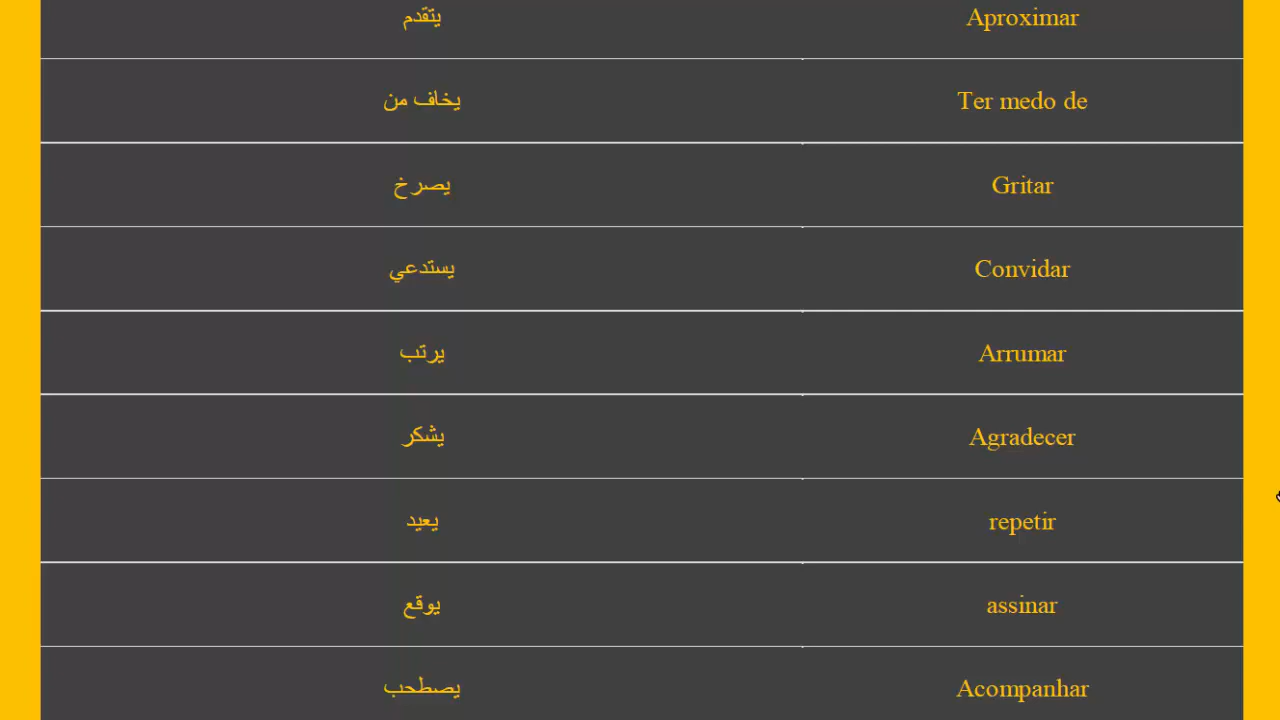 يتقدم Aproximar
يخاف من Ter medo de
يصرخ Gritar
يستدعي Convidar
يرتب Arrumar
يشكر Agradecer
يعيد repetir
يوقع assinar
يصطحب Acompanhar